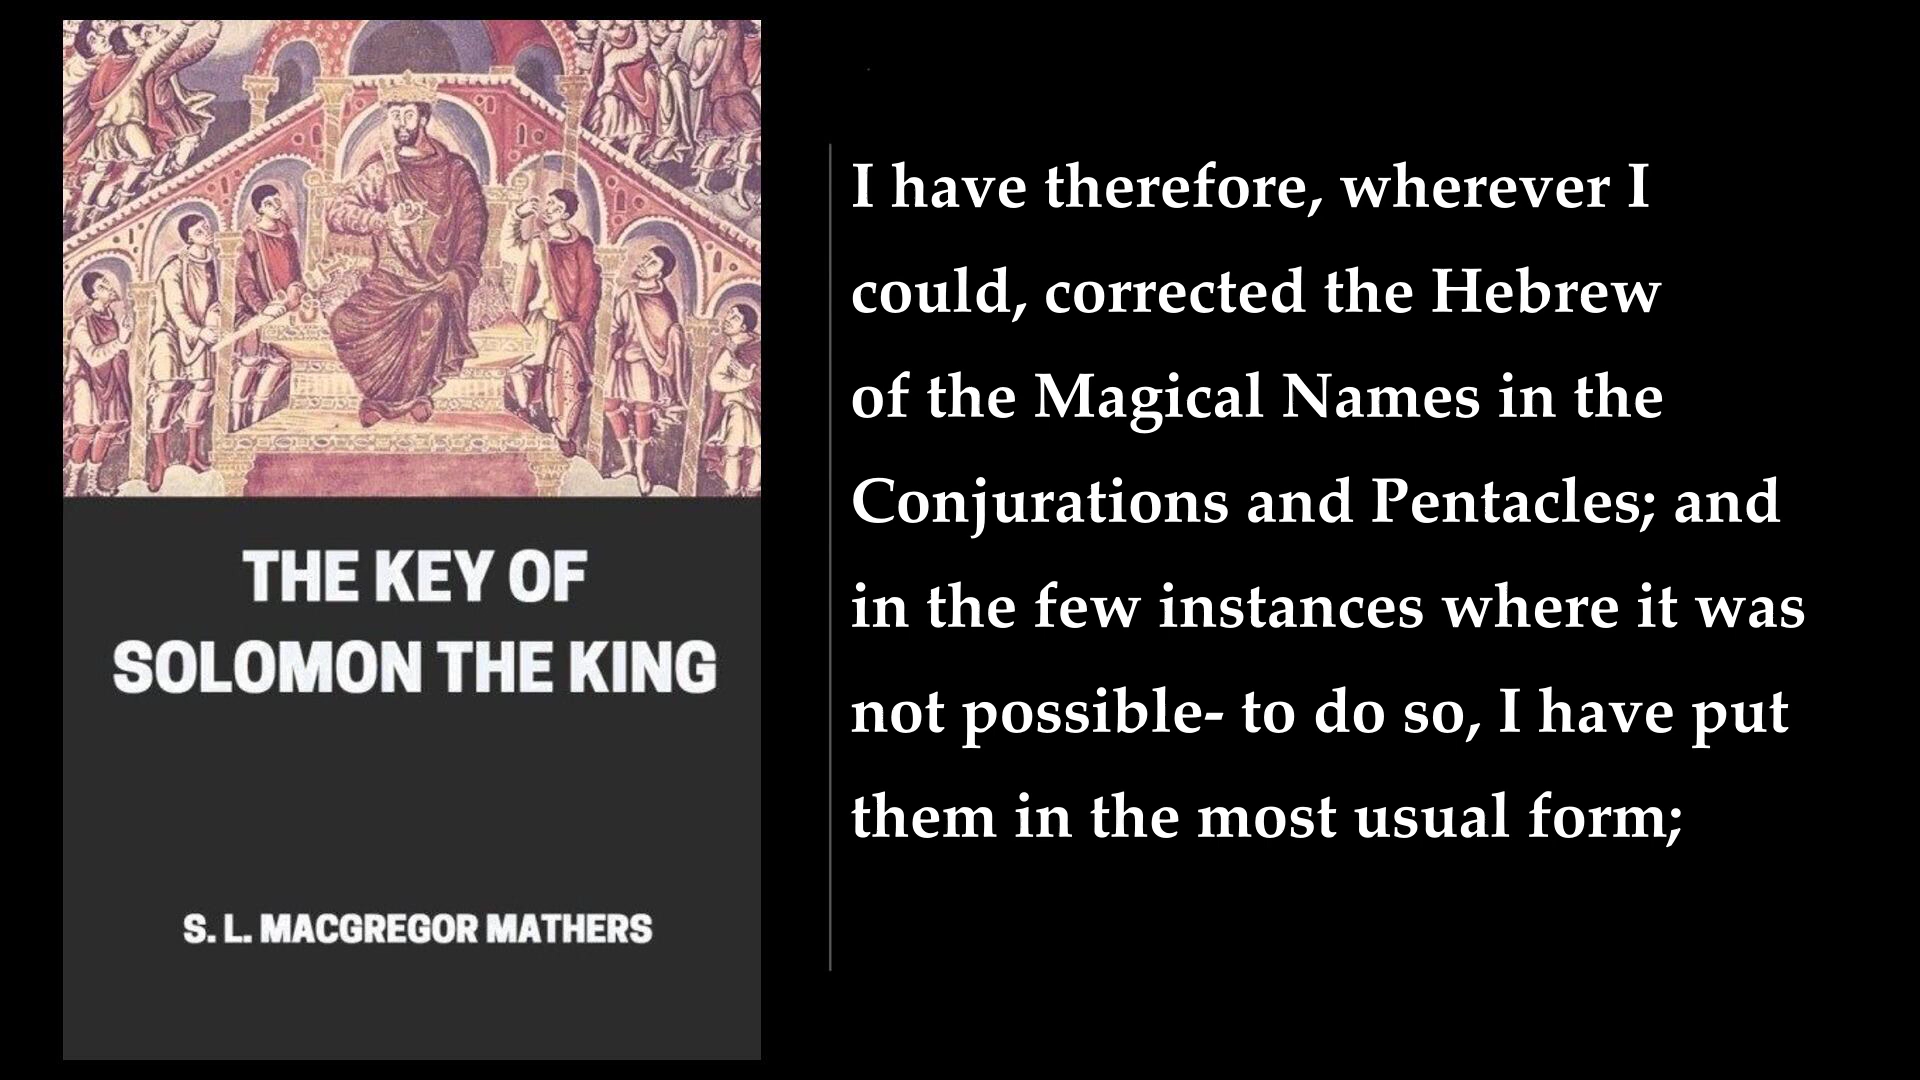 THE KEY OF
SOLOMON THE KING
S. L. MACGREGOR MATHERS
I have therefore, wherever I
could, corrected the Hebrew
of the Magical Names in the
Conjurations and Pentacles; and
in the few instances where it was
not possible- to do so, I have put
them in the most usual form;